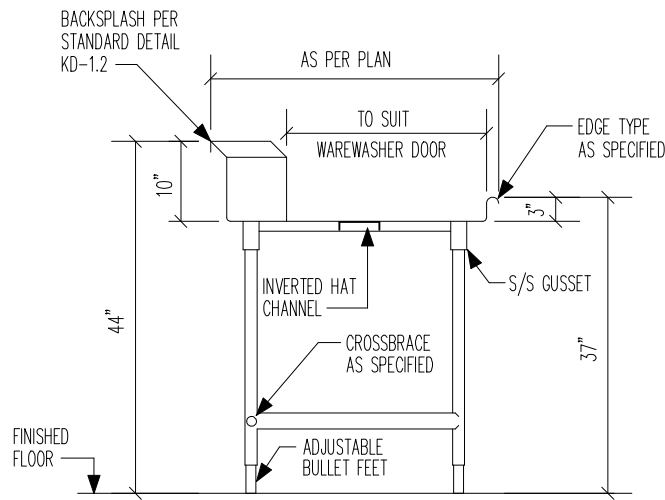 BACKSPLASH PER
STANDARD DETAIL
KD-1.2
AS PER PLAN
TO SUIT
WAREWASHER DOOR
EDGE TYPE
AS SPECIFIED
10"
3"
S/S GUSSET
INVERTED HAT
CHANNEL
44"
37"
CROSSBRACE
AS SPECIFIED
FINISHED
FLOOR
ADJUSTABLE
BULLET FEET